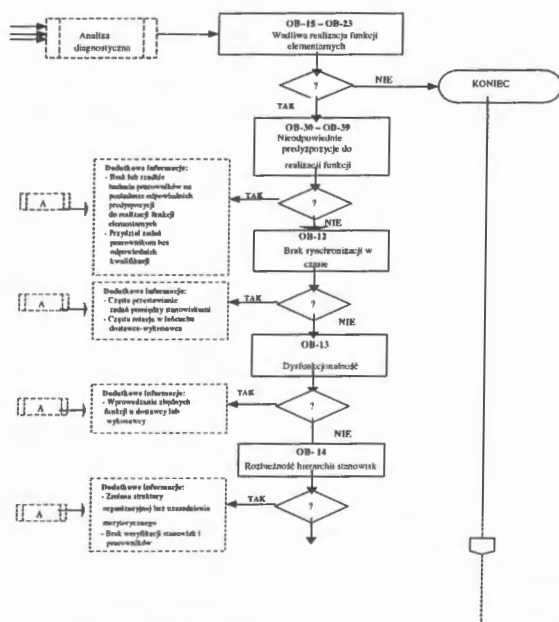 Analiza
diagnostyczna
OB-15 – OB-23
Wadliwa realizacja funkcji
elementarnych
?
NIE
KONIEC
TAK
OB-30 – OB-39
Nieodpowiednie
predyzpozycje do
realizacji funkcji
Dodatkowe Informacje:
- Brak lub rzadkie
badania pracowników na
posiadanie odpowiednich
predyspozycji
do realizacji funkcji
elementarnych
- Przydział zadań
pracownikom bez
odpowiednich
kwalifikacji
A
TAK
?
NIE
OB-12
Brak synchronizacji w
czasie
Dodatkowe Informacje:
- Częste przestawianie
zadań pomiędzy stanowiskami
- Częste rotacje w łańcuchu
dostawca-wykonawca
A
TAK
?
NIE
OB-13
Dysfunkcjonalność
Dodatkowe Informacje:
- Wprowadzanie zbędnych
funkcji u dostawcy lub
wykonawcy
A
TAK
?
NIE
OB- 14
Rozbieżność hierarchii stanowisk
Dodatkowe Informacje:
- Zmiana struktury
organizacyjnej bez uzasadnienia
merytorycznego
- Brak weryfikacji stanowisk i
pracowników
A
TAK
?